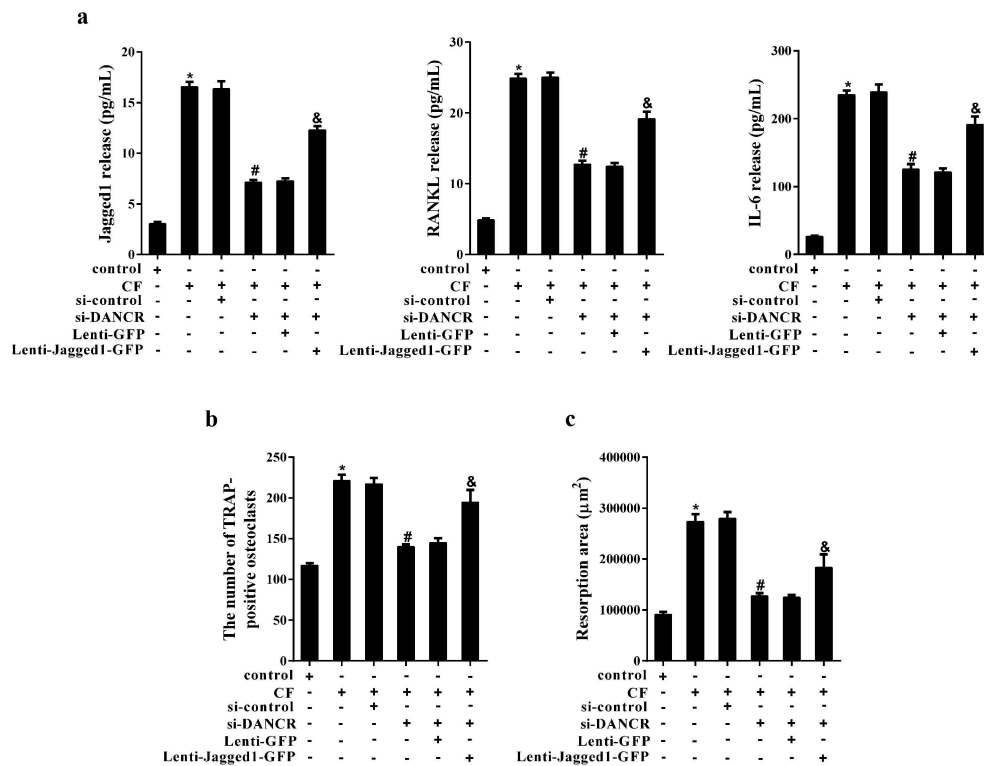 a
Jagged1 release (pg/mL)
20
15
10
5
0
* # &
control + - - - - -
CF - + + + + +
si-control - - + - - -
si-DANCR - - - + + +
Lenti-GFP - - - - + -
Lenti-Jagged1-GFP - - - - - +
RANKL release (pg/mL)
30
20
10
0
* # &
control + - - - - -
CF - + + + + +
si-control - - + - - -
si-DANCR - - - + + +
Lenti-GFP - - - - + -
Lenti-Jagged1-GFP - - - - - +
IL-6 release (pg/mL)
300
200
100
0
* # &
control + - - - - -
CF - + + + + +
si-control - - + - - -
si-DANCR - - - + + +
Lenti-GFP - - - - + -
Lenti-Jagged1-GFP - - - - - +
b
The number of TRAP-
positive osteoclasts
250
200
150
100
50
0
* # &
control + - - - - -
CF - + + + + +
si-control - - + - - -
si-DANCR - - - + + +
Lenti-GFP - - - - + -
Lenti-Jagged1-GFP - - - - - +
c
Resorption area (µm²)
400000
300000
200000
100000
0
* # &
control + - - - - -
CF - + + + + +
si-control - - + - - -
si-DANCR - - - + + +
Lenti-GFP - - - - + -
Lenti-Jagged1-GFP - - - - - +